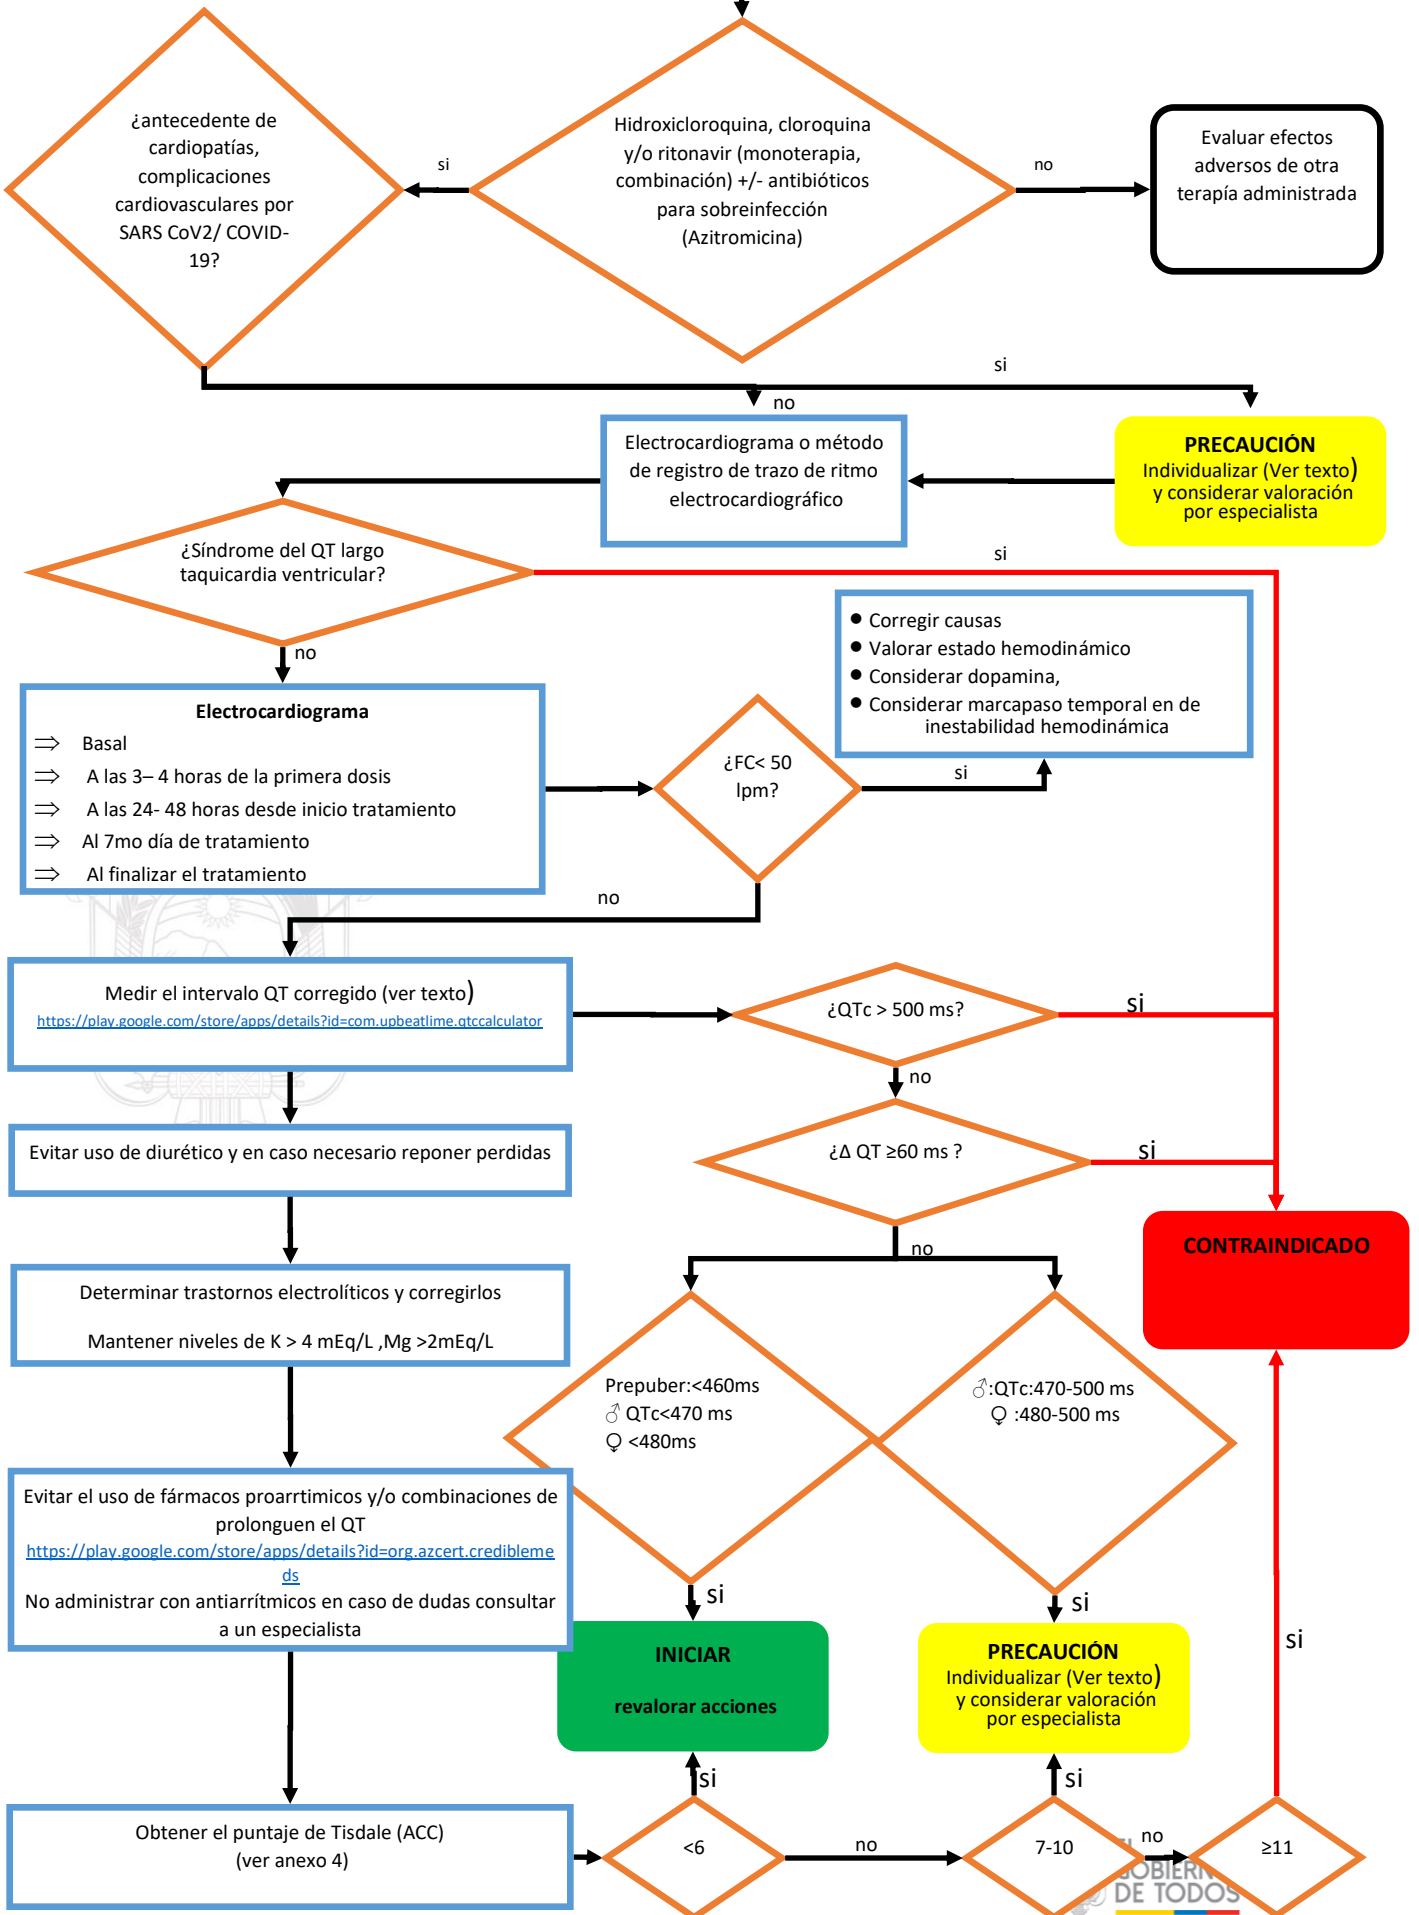 ¿antecedente de
cardiopatías,
complicaciones
cardiovasculares por
SARS CoV2/ COVID-
19?
si
Hidroxicloroquina, cloroquina
y/o ritonavir (monoterapia,
combinación) +/- antibióticos
para sobreinfección
(Azitromicina)
no
Evaluar efectos
adversos de otra
terapía administrada
si
no
Electrocardiograma o método
de registro de trazo de ritmo
electrocardiográfico
PRECAUCIÓN
Individualizar (Ver texto)
y considerar valoración
por especialista
¿Síndrome del QT largo
taquicardia ventricular?
si
no
● Corregir causas
● Valorar estado hemodinámico
● Considerar dopamina,
● Considerar marcapaso temporal en de
inestabilidad hemodinámica
Electrocardiograma
⇒ Basal
⇒ A las 3– 4 horas de la primera dosis
⇒ A las 24- 48 horas desde inicio tratamiento
⇒ Al 7mo día de tratamiento
⇒ Al finalizar el tratamiento
¿FC< 50
lpm?
si
no
Medir el intervalo QT corregido (ver texto)
https://play.google.com/store/apps/details?id=com.upbeatlime.qtccalculator
¿QTc > 500 ms?
si
no
Evitar uso de diurético y en caso necesario reponer perdidas
¿Δ QT ≥60 ms ?
si
no
CONTRAINDICADO
Determinar trastornos electrolíticos y corregirlos
Mantener niveles de K > 4 mEq/L ,Mg >2mEq/L
Prepuber:<460ms
♂ QTc<470 ms
♀ <480ms
♂:QTc:470-500 ms
♀ :480-500 ms
Evitar el uso de fármacos proarrtimicos y/o combinaciones de
prolonguen el QT
https://play.google.com/store/apps/details?id=org.azcert.credibleme
ds
No administrar con antiarrítmicos en caso de dudas consultar
a un especialista
si
si
si
INICIAR
revalorar acciones
PRECAUCIÓN
Individualizar (Ver texto)
y considerar valoración
por especialista
si
si
Obtener el puntaje de Tisdale (ACC)
(ver anexo 4)
<6
no
7-10
no
≥11
DE TODOS